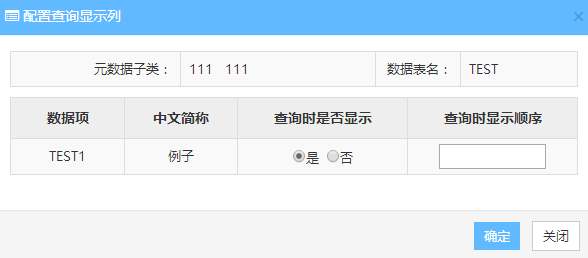 配置查询显示列 ×
元数据子类： 111 111 数据表名： TEST
数据项 中文简称 查询时是否显示 查询时显示顺序
TEST1 例子 是 否
确定 关闭